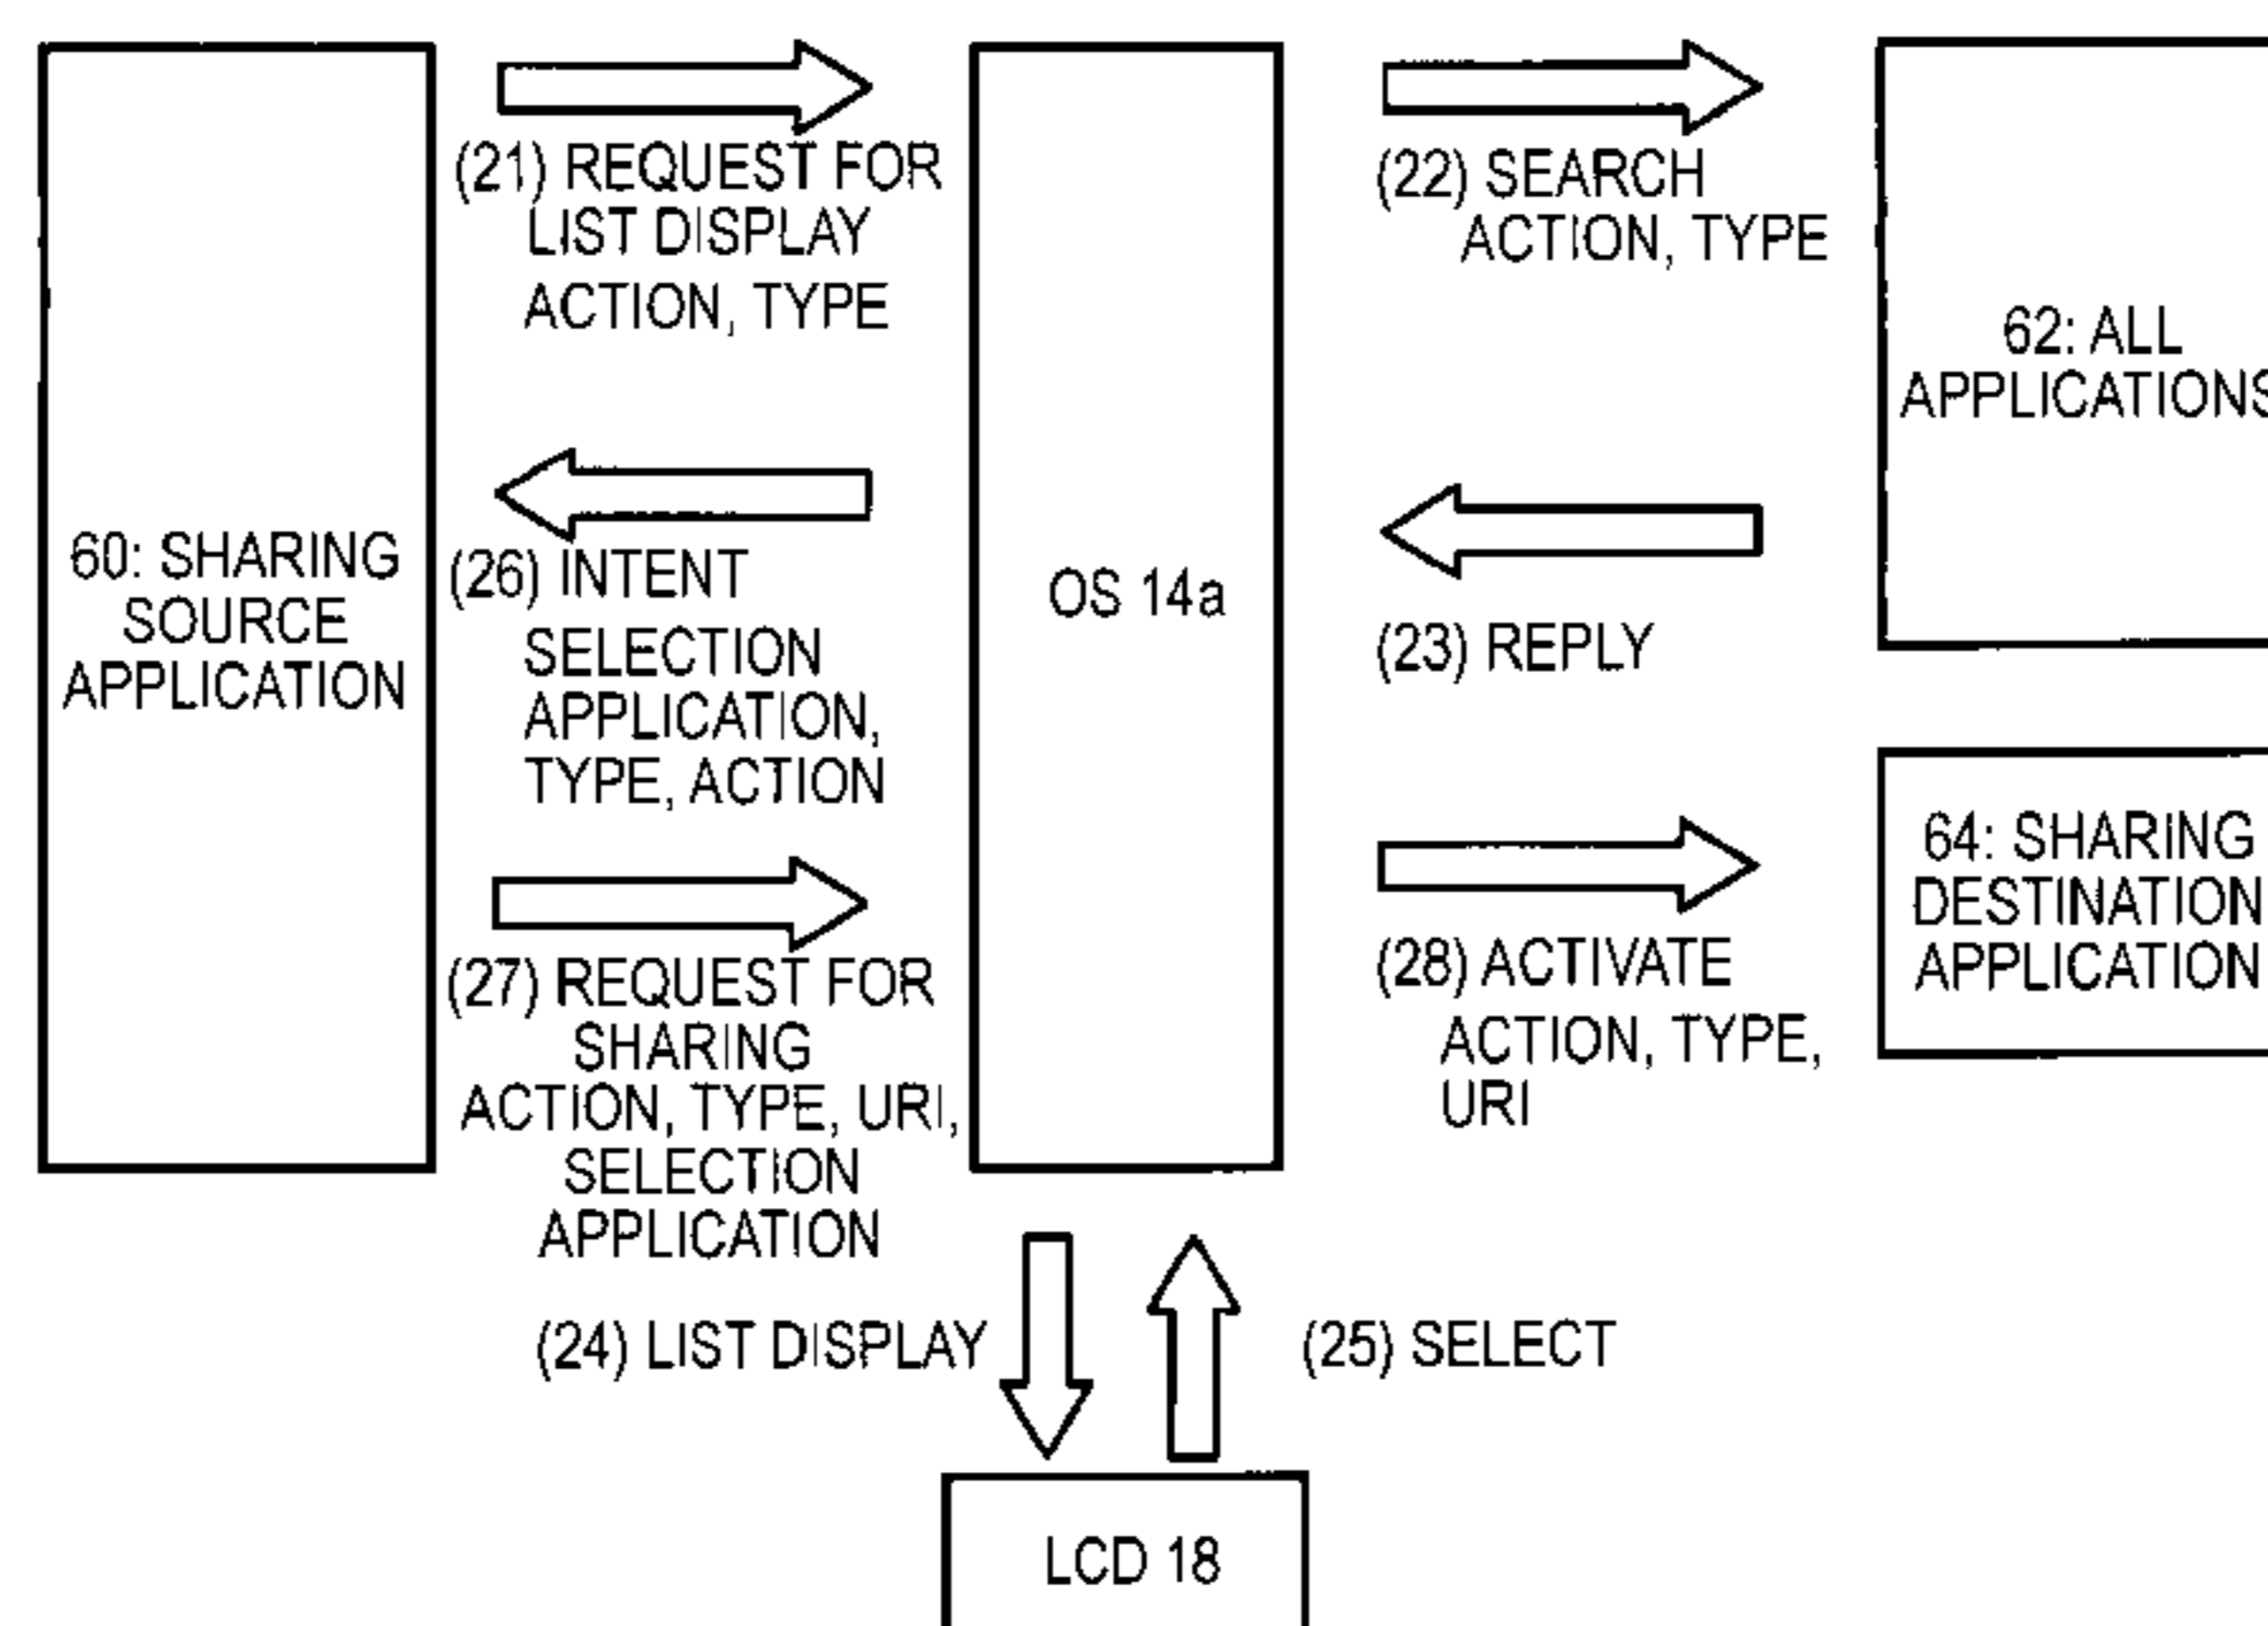 (21) REQUEST FOR
LIST DISPLAY
ACTION, TYPE
(22) SEARCH
ACTION, TYPE
62: ALL
APPLICATIONS
60: SHARING
SOURCE
APPLICATION
(26) INTENT
SELECTION
APPLICATION,
TYPE, ACTION
OS 14a
(23) REPLY
64: SHARING
DESTINATION
APPLICATION
(27) REQUEST FOR
SHARING
ACTION, TYPE, URI,
SELECTION
APPLICATION
(28) ACTIVATE
ACTION, TYPE,
URI
(24) LIST DISPLAY
(25) SELECT
LCD 18